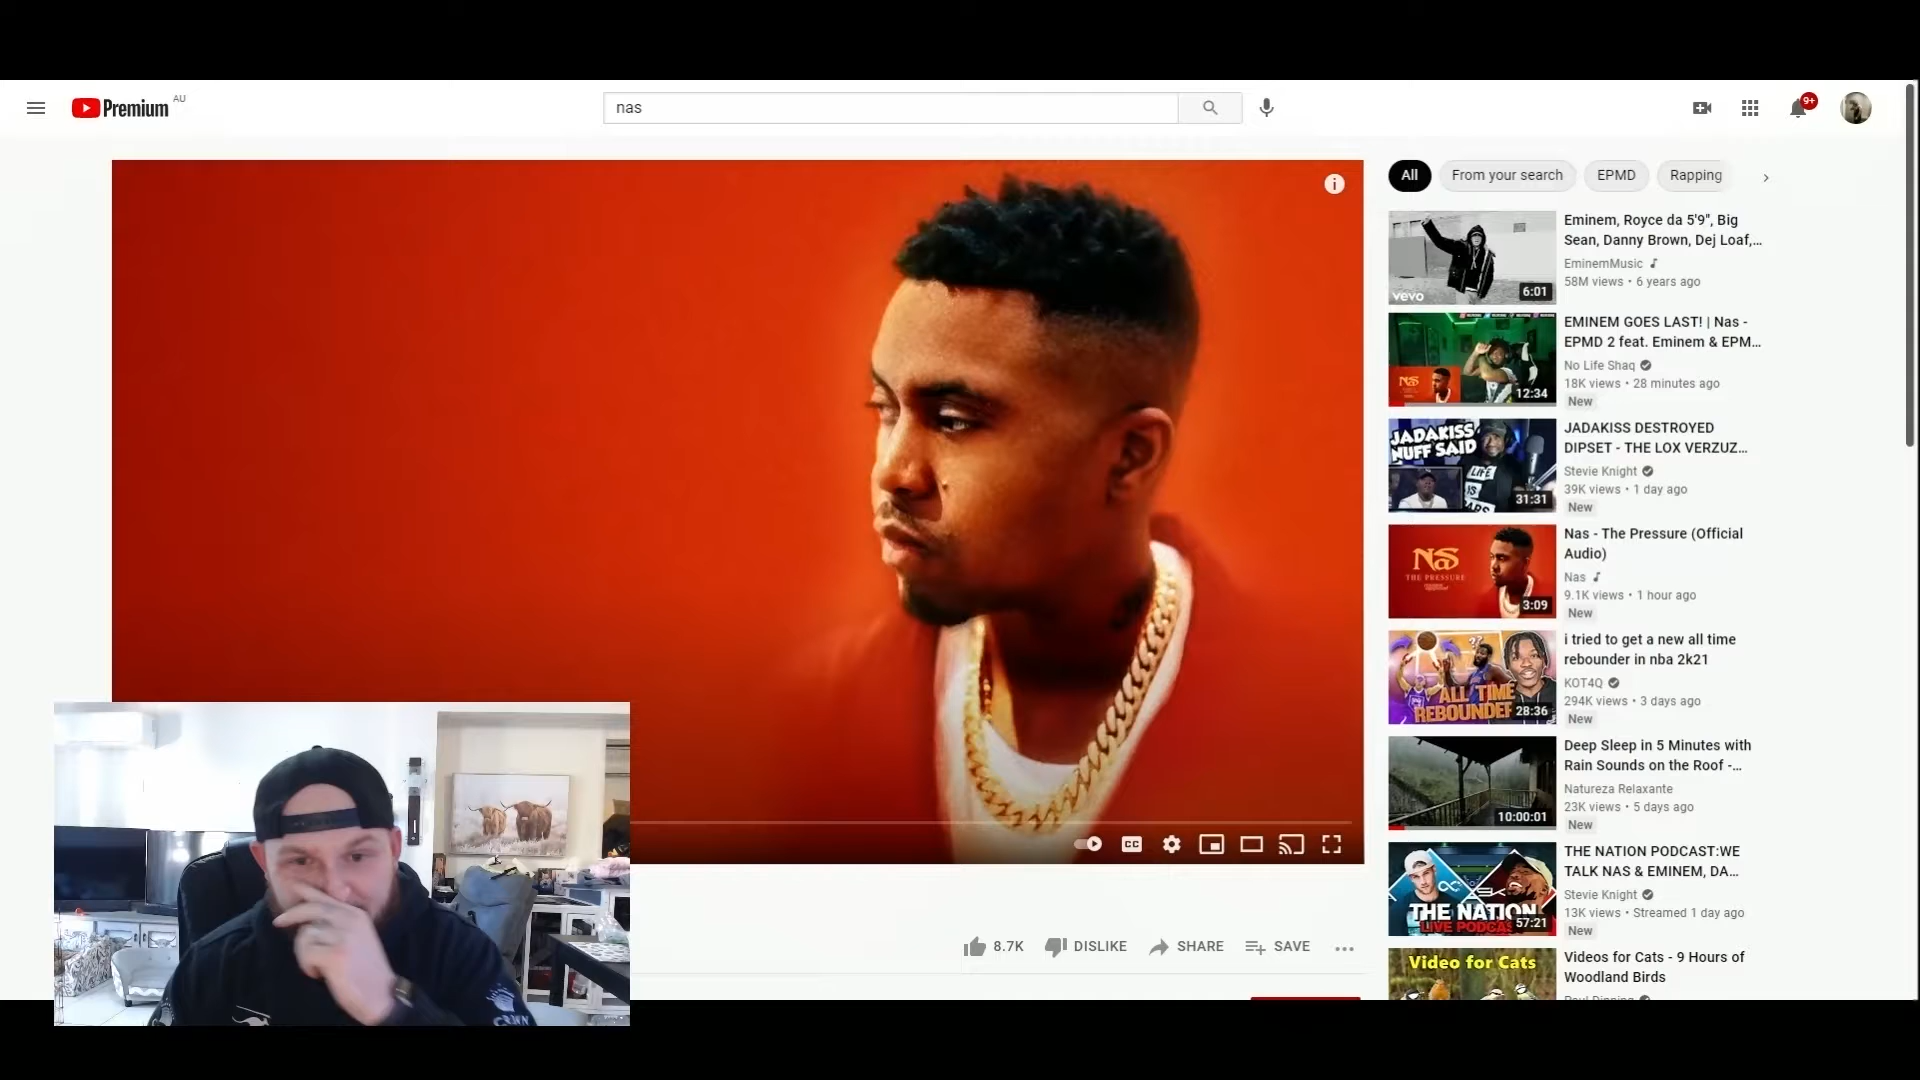 Premium AU
nas
9+
All
From your search
EPMD
Rapping
i
Eminem, Royce da 5'9", Big
Sean, Danny Brown, Dej Loaf,...
EminemMusic
58M views • 6 years ago
vevo
6:01
EMINEM GOES LAST! | Nas -
EPMD 2 feat. Eminem & EPM...
No Life Shaq
18K views • 28 minutes ago
New
NAS
12:34
JADAKISS DESTROYED
DIPSET - THE LOX VERZUZ...
Stevie Knight
39K views • 1 day ago
New
JADAKISS
NUFF SAID
LIFE
IS
31:31
Nas - The Pressure (Official
Audio)
Nas
9.1K views • 1 hour ago
New
NAS
THE PRESSURE
3:09
i tried to get a new all time
rebounder in nba 2k21
KOT4Q
294K views • 3 days ago
New
??
ALL TIME
REBOUNDER
28:36
Deep Sleep in 5 Minutes with
Rain Sounds on the Roof -...
Natureza Relaxante
23K views • 5 days ago
New
10:00:01
THE NATION PODCAST:WE
TALK NAS & EMINEM, DA...
Stevie Knight
13K views • Streamed 1 day ago
New
THE NATION
LIVE PODCAS
57:21
Videos for Cats - 9 Hours of
Woodland Birds
Video for Cats
CC
8.7K
DISLIKE
SHARE
SAVE